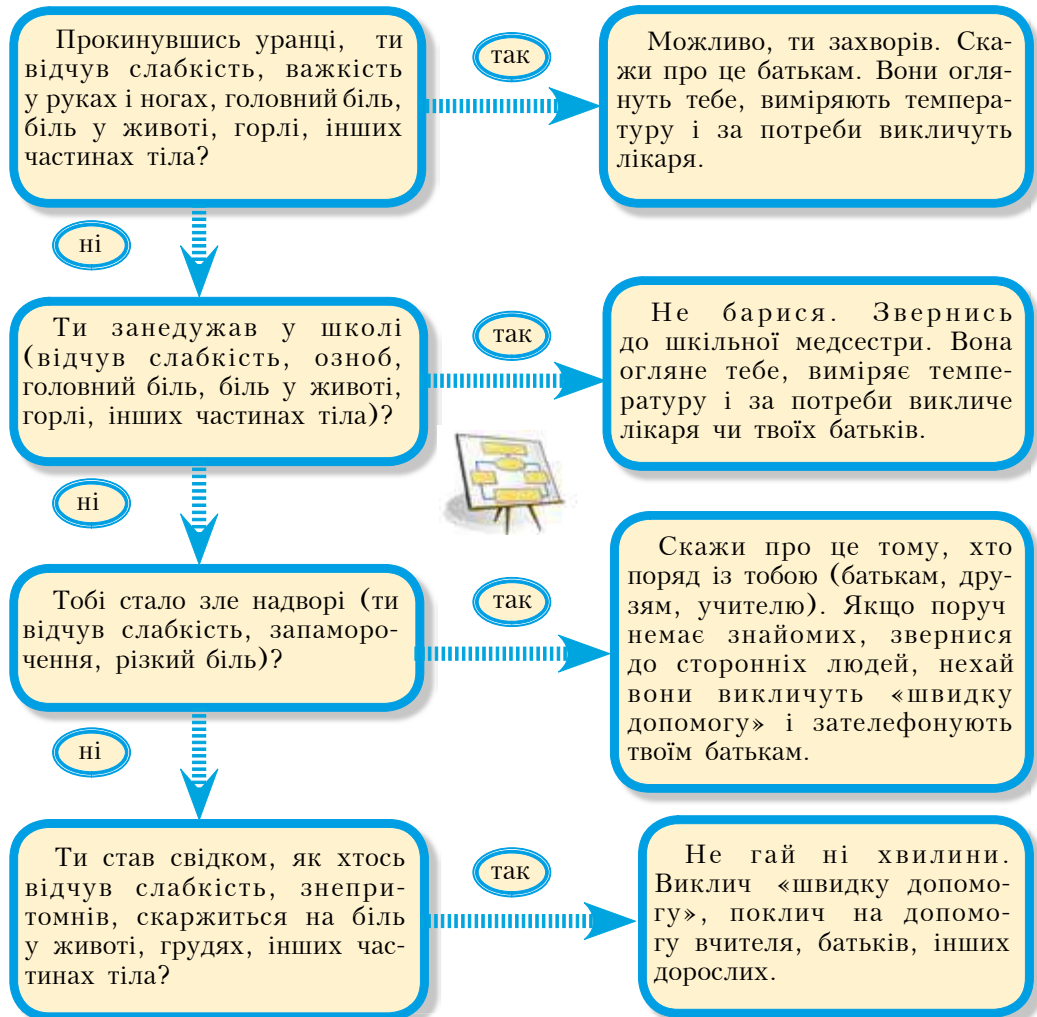 Прокинувшись уранці, ти
відчув слабкість, важкість
у руках і ногах, головний біль,
біль у животі, горлі, інших
частинах тіла?
так
Можливо, ти захворів. Ска-
жи про це батькам. Вони огля-
нуть тебе, виміряють темпера-
туру і за потреби викличуть
лікаря.
ні
Ти занедужав у школі
(відчув слабкість, озноб,
головний біль, біль у животі,
горлі, інших частинах тіла)?
так
Не барися. Звернись
до шкільної медсестри. Вона
огляне тебе, виміряє темпе-
ратуру і за потреби викличе
лікаря чи твоїх батьків.
ні
Тобі стало зле надворі (ти
відчув слабкість, запаморо-
чення, різкий біль)?
так
Скажи про це тому, хто
поряд із тобою (батькам, дру-
зям, учителю). Якщо поруч
немає знайомих, звернися
до сторонніх людей, нехай
вони викличуть «швидку
допомогу» і зателефонують
твоїм батькам.
ні
Ти став свідком, як хтось
відчув слабкість, знепри-
томнів, скаржиться на біль
у животі, грудях, інших час-
тинах тіла?
так
Не гай ні хвилини.
Виклич «швидку допомо-
гу», поклич на допомо-
гу вчителя, батьків, інших
дорослих.